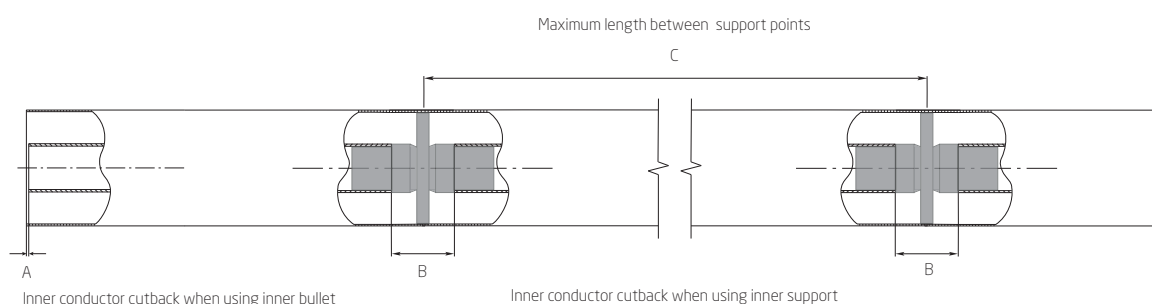 Maximum length between support points
C
A
B
B
Inner conductor cutback when using inner bullet
Inner conductor cutback when using inner support